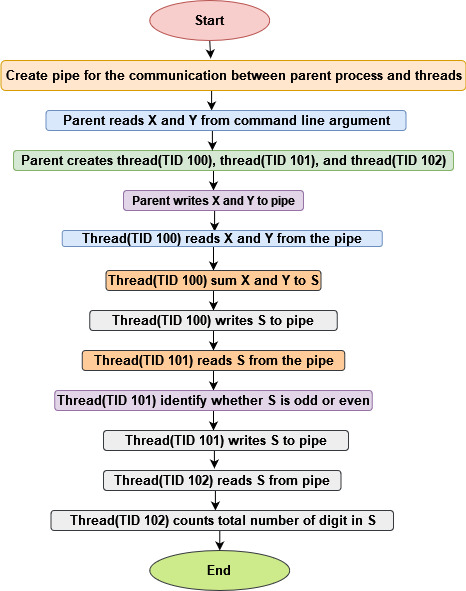 Start
Create pipe for the communication between parent process and threads
Parent reads X and Y from command line argument
Parent creates thread(TID 100), thread(TID 101), and thread(TID 102)
Parent writes X and Y to pipe
Thread(TID 100) reads X and Y from the pipe
Thread(TID 100) sum X and Y to S
Thread(TID 100) writes S to pipe
Thread(TID 101) reads S from the pipe
Thread(TID 101) identify whether S is odd or even
Thread(TID 101) writes S to pipe
Thread(TID 102) reads S from pipe
Thread(TID 102) counts total number of digit in S
End